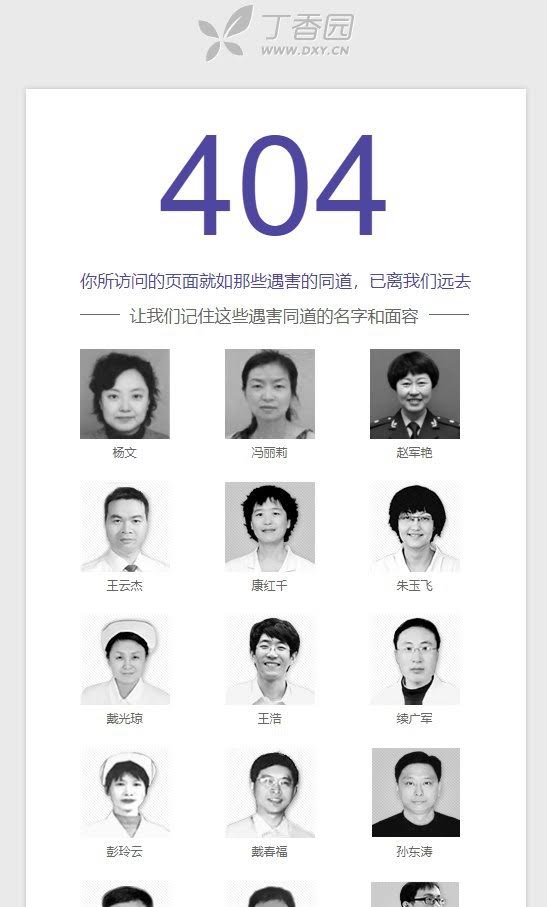 丁香园
WWW.DXY.CN
404
你所访问的页面就如那些遇害的同道，已离我们远去
让我们记住这些遇害同道的名字和面容
杨文 冯丽莉 赵军艳
王云杰 康红千 朱玉飞
戴光琼 王浩 续广军
彭玲云 戴春福 孙东涛